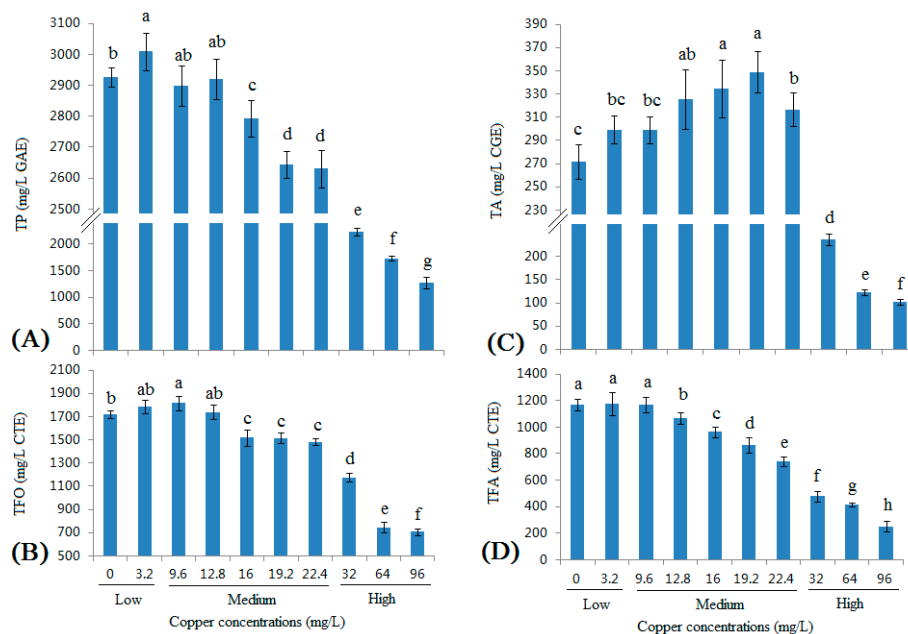 3100
3000
2900
2800
2700
2600
2500
2000
1500
1000
500
0
TP (mg/L GAE)
b
a
ab
ab
c
d
d
e
f
g
(A)
390
370
350
330
310
290
270
250
230
200
150
100
50
0
TA (mg/L CGE)
c
bc
bc
ab
a
a
b
d
e
f
(C)
2100
1900
1700
1500
1300
1100
900
700
500
TFO (mg/L CTE)
b
ab
a
ab
c
c
c
d
e
f
(B)
0 3.2 9.6 12.8 16 19.2 22.4 32 64 96
Low Medium High
Copper concentrations (mg/L)
1400
1200
1000
800
600
400
200
0
TFA (mg/L CTE)
a
a
a
b
c
d
e
f
g
h
(D)
0 3.2 9.6 12.8 16 19.2 22.4 32 64 96
Low Medium High
Copper concentrations (mg/L)